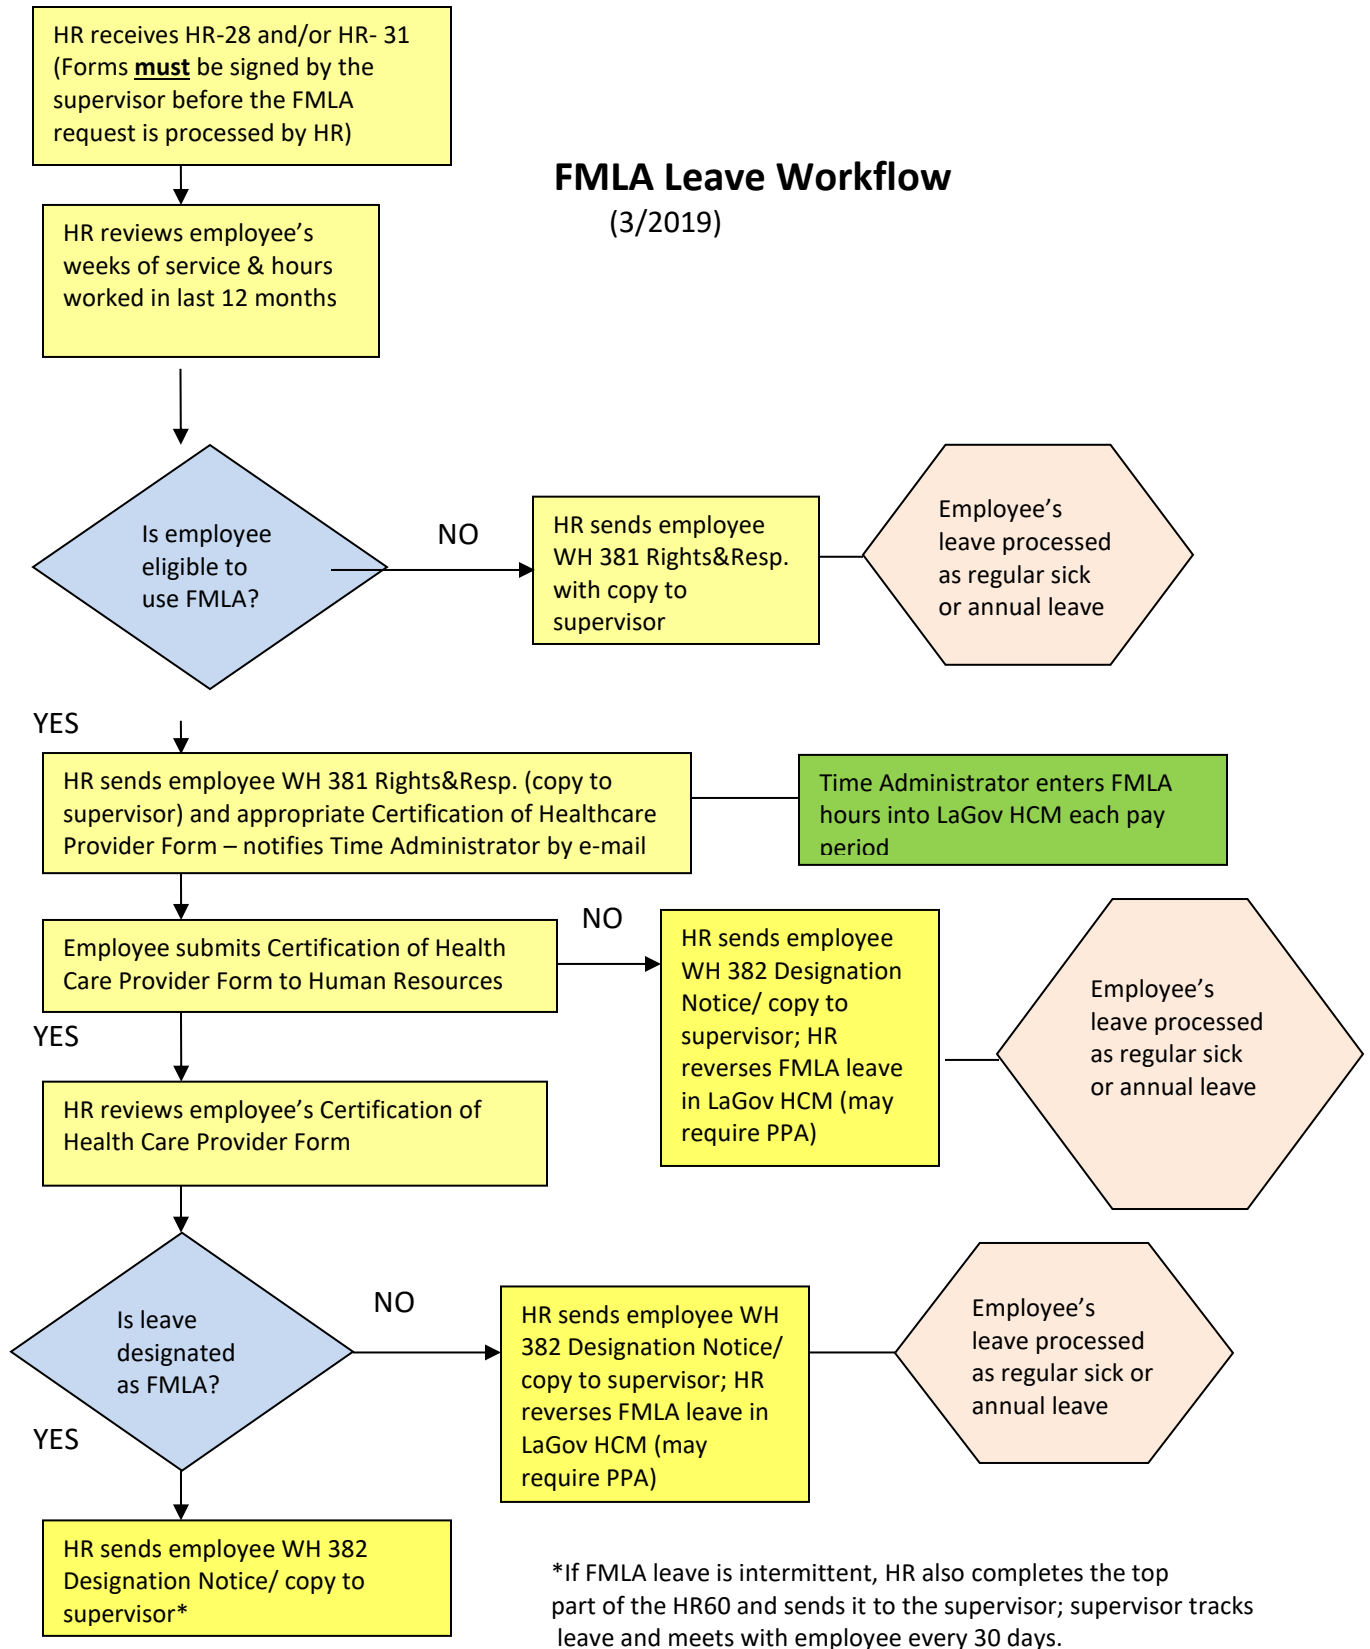 HR receives HR-28 and/or HR- 31
(Forms must be signed by the
supervisor before the FMLA
request is processed by HR)
FMLA Leave Workflow
(3/2019)
HR reviews employee’s
weeks of service & hours
worked in last 12 months
Is employee
eligible to
use FMLA?
NO
HR sends employee
WH 381 Rights&Resp.
with copy to
supervisor
Employee’s
leave processed
as regular sick
or annual leave
YES
HR sends employee WH 381 Rights&Resp. (copy to
supervisor) and appropriate Certification of Healthcare
Provider Form – notifies Time Administrator by e-mail
Time Administrator enters FMLA
hours into LaGov HCM each pay
period
Employee submits Certification of Health
Care Provider Form to Human Resources
NO
HR sends employee
WH 382 Designation
Notice/ copy to
supervisor; HR
reverses FMLA leave
in LaGov HCM (may
require PPA)
Employee’s
leave processed
as regular sick
or annual leave
YES
HR reviews employee’s Certification of
Health Care Provider Form
Is leave
designated
as FMLA?
NO
HR sends employee WH
382 Designation Notice/
copy to supervisor; HR
reverses FMLA leave in
LaGov HCM (may
require PPA)
Employee’s
leave processed
as regular sick or
annual leave
YES
HR sends employee WH 382
Designation Notice/ copy to
supervisor*
*If FMLA leave is intermittent, HR also completes the top
part of the HR60 and sends it to the supervisor; supervisor tracks
leave and meets with employee every 30 days.